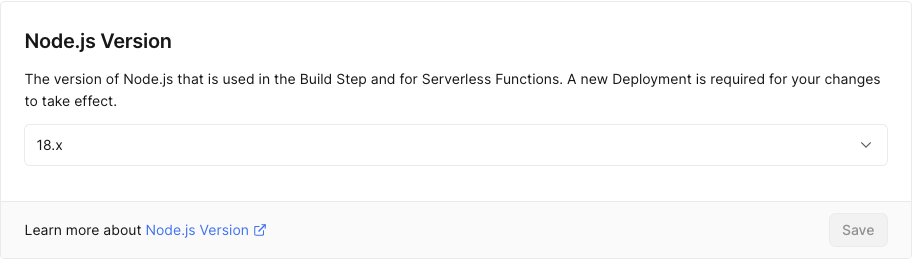 Node.js Version
The version of Node.js that is used in the Build Step and for Serverless Functions. A new Deployment is required for your changes
to take effect.
18.x
Learn more about Node.js Version
Save